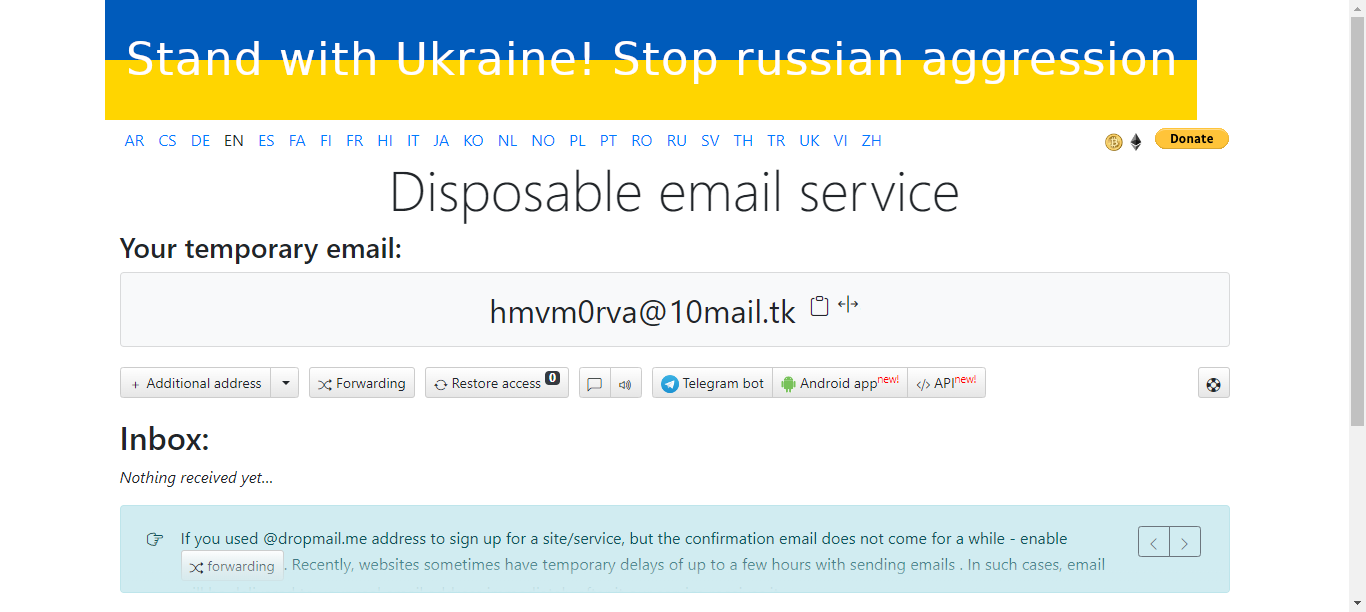 Stand with Ukraine! Stop russian aggression
AR CS DE EN ES FA FI FR HI IT JA KO NL NO PL PT RO RU SV TH TR UK VI ZH Donate
Disposable email service
Your temporary email:
hmvm0rva@10mail.tk
+ Additional address Forwarding Restore access 0 Telegram bot Android app new! </> API new!
Inbox:
Nothing received yet...
If you used @dropmail.me address to sign up for a site/service, but the confirmation email does not come for a while - enable
forwarding . Recently, websites sometimes have temporary delays of up to a few hours with sending emails . In such cases, email